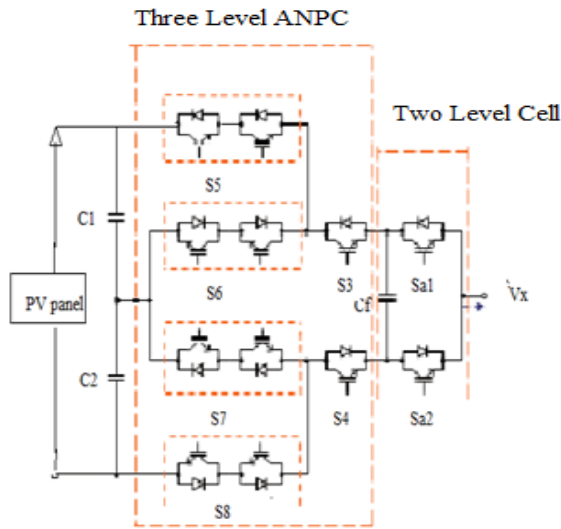 Three Level ANPC
Two Level Cell
S5
C1
S6
S3
Cf
Sa1
Vx
PV panel
C2
S7
S4
Sa2
S8